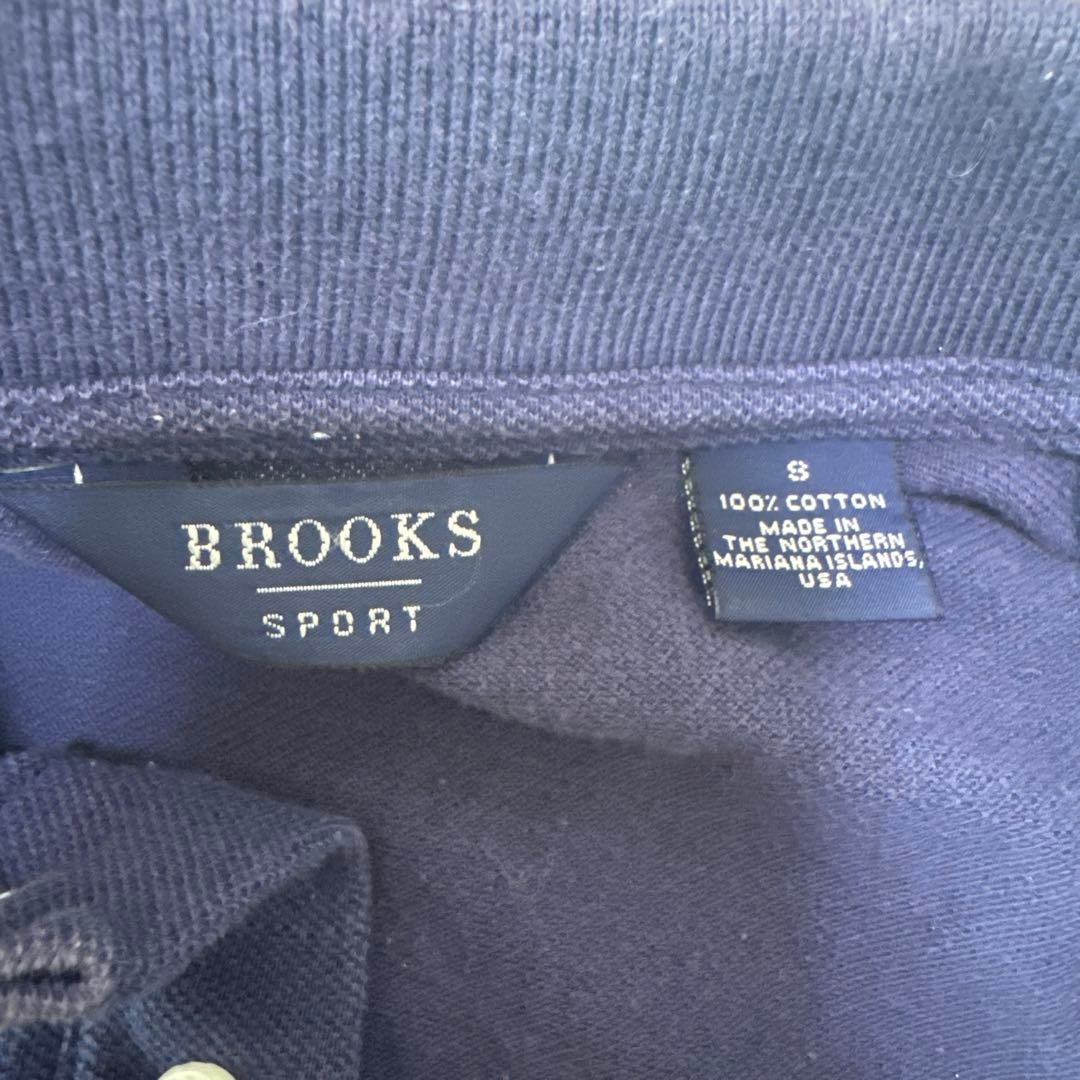 BROOKS
SPORT
S
100% COTTON
MADE IN
THE NORTHERN
MARIANA ISLANDS,
USA